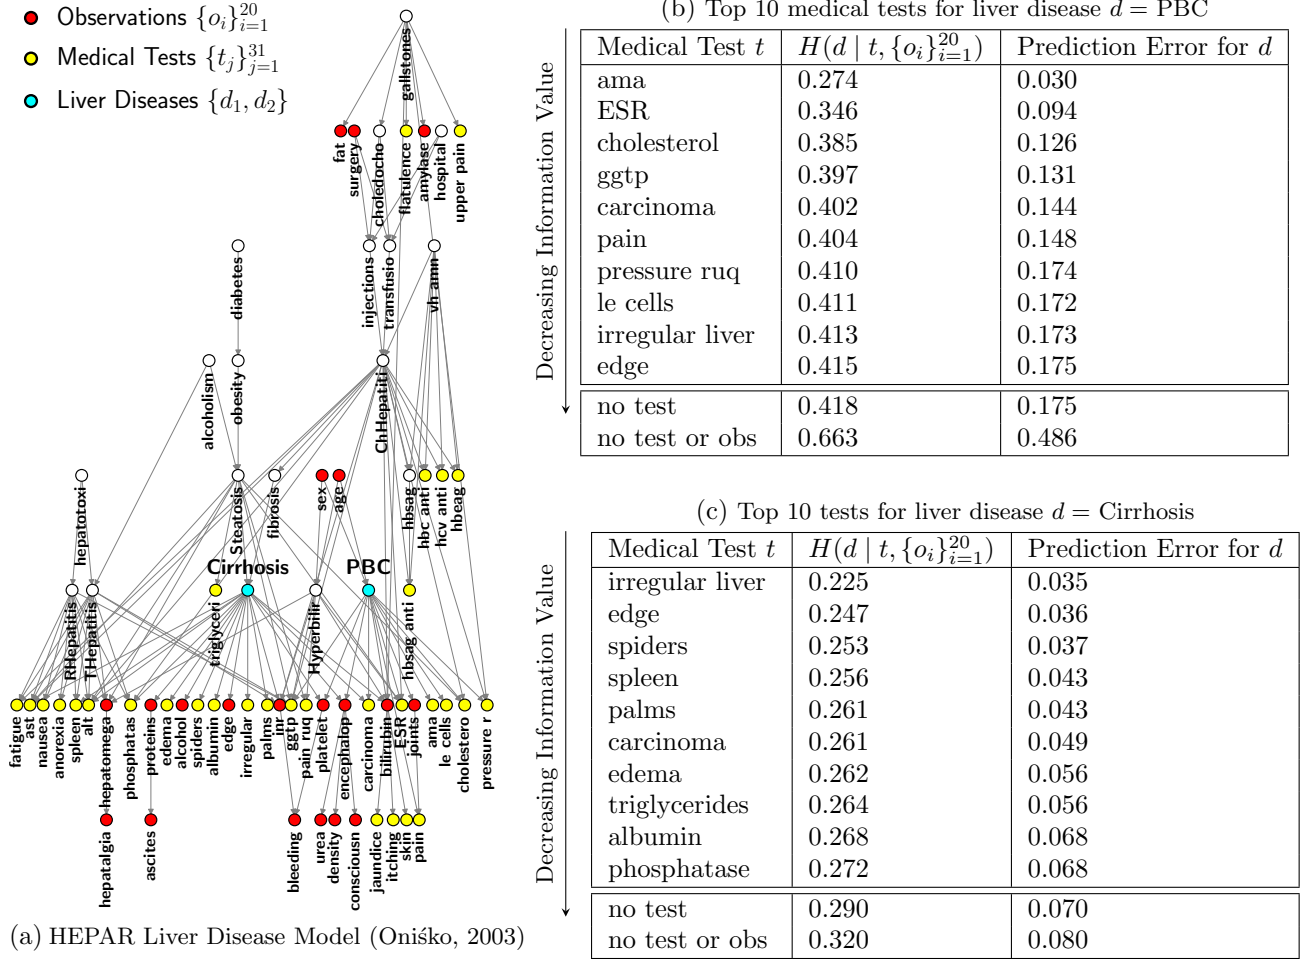 Observations {o_i}_{i=1}^{20}
Medical Tests {t_j}_{j=1}^{31}
Liver Diseases {d_1, d_2}
gallstones
fat
surgery
choledocho
flatulence
amylase
hospital
upper pain
diabetes
injections
transfusio
vh amn
alcoholism
obesity
ChHepatiti
hepatotoxi
Steatosis
fibrosis
sex
age
hbsag
hbc anti
hcv anti
hbeag
Cirrhosis
PBC
RHepatitis
THepatitis
triglyceri
Hyperbilir
hbsag anti
fatigue
ast
nausea
anorexia
spleen
alt
hepatomega
phosphatas
proteins
edema
alcohol
spiders
albumin
edge
irregular
palms
inr
ggtp
pain ruq
platelet
encephalop
carcinoma
bilirubin
ESR
joints
ama
le cells
cholestero
pressure r
hepatalgia
ascites
bleeding
urea
density
consciousn
jaundice
itching
skin
pain
(a) HEPAR Liver Disease Model (Oniśko, 2003)
(b) Top 10 medical tests for liver disease d = PBC
Decreasing Information Value
Medical Test t H(d | t, {o_i}_{i=1}^{20}) Prediction Error for d
ama 0.274 0.030
ESR 0.346 0.094
cholesterol 0.385 0.126
ggtp 0.397 0.131
carcinoma 0.402 0.144
pain 0.404 0.148
pressure ruq 0.410 0.174
le cells 0.411 0.172
irregular liver 0.413 0.173
edge 0.415 0.175
no test 0.418 0.175
no test or obs 0.663 0.486
(c) Top 10 tests for liver disease d = Cirrhosis
Decreasing Information Value
Medical Test t H(d | t, {o_i}_{i=1}^{20}) Prediction Error for d
irregular liver 0.225 0.035
edge 0.247 0.036
spiders 0.253 0.037
spleen 0.256 0.043
palms 0.261 0.043
carcinoma 0.261 0.049
edema 0.262 0.056
triglycerides 0.264 0.056
albumin 0.268 0.068
phosphatase 0.272 0.068
no test 0.290 0.070
no test or obs 0.320 0.080